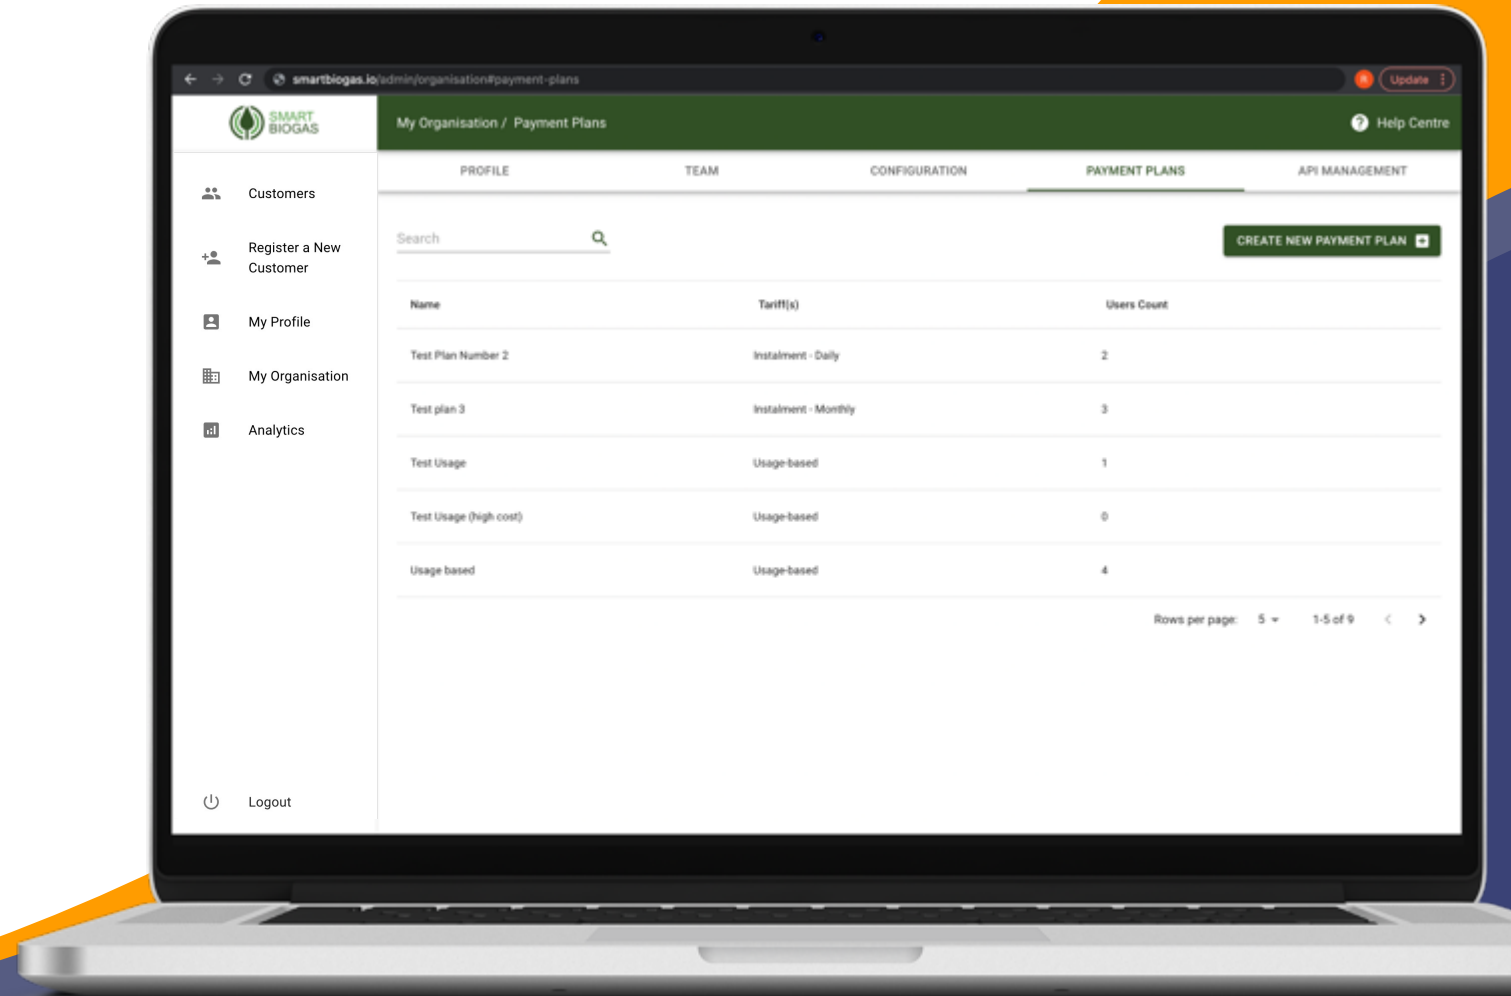 smartbiogas.io/admin/organisation#payment-plans
R
Update
SMART
BIOGAS
My Organisation / Payment Plans
Help Centre
PROFILE
TEAM
CONFIGURATION
PAYMENT PLANS
API MANAGEMENT
Customers
Register a New
Customer
My Profile
My Organisation
Analytics
Logout
Search
CREATE NEW PAYMENT PLAN
Name Tariff(s) Users Count
Test Plan Number 2 Instalment - Daily 2
Test plan 3 Instalment - Monthly 3
Test Usage Usage-based 1
Test Usage (high cost) Usage-based 0
Usage based Usage-based 4
Rows per page: 5 1-5 of 9